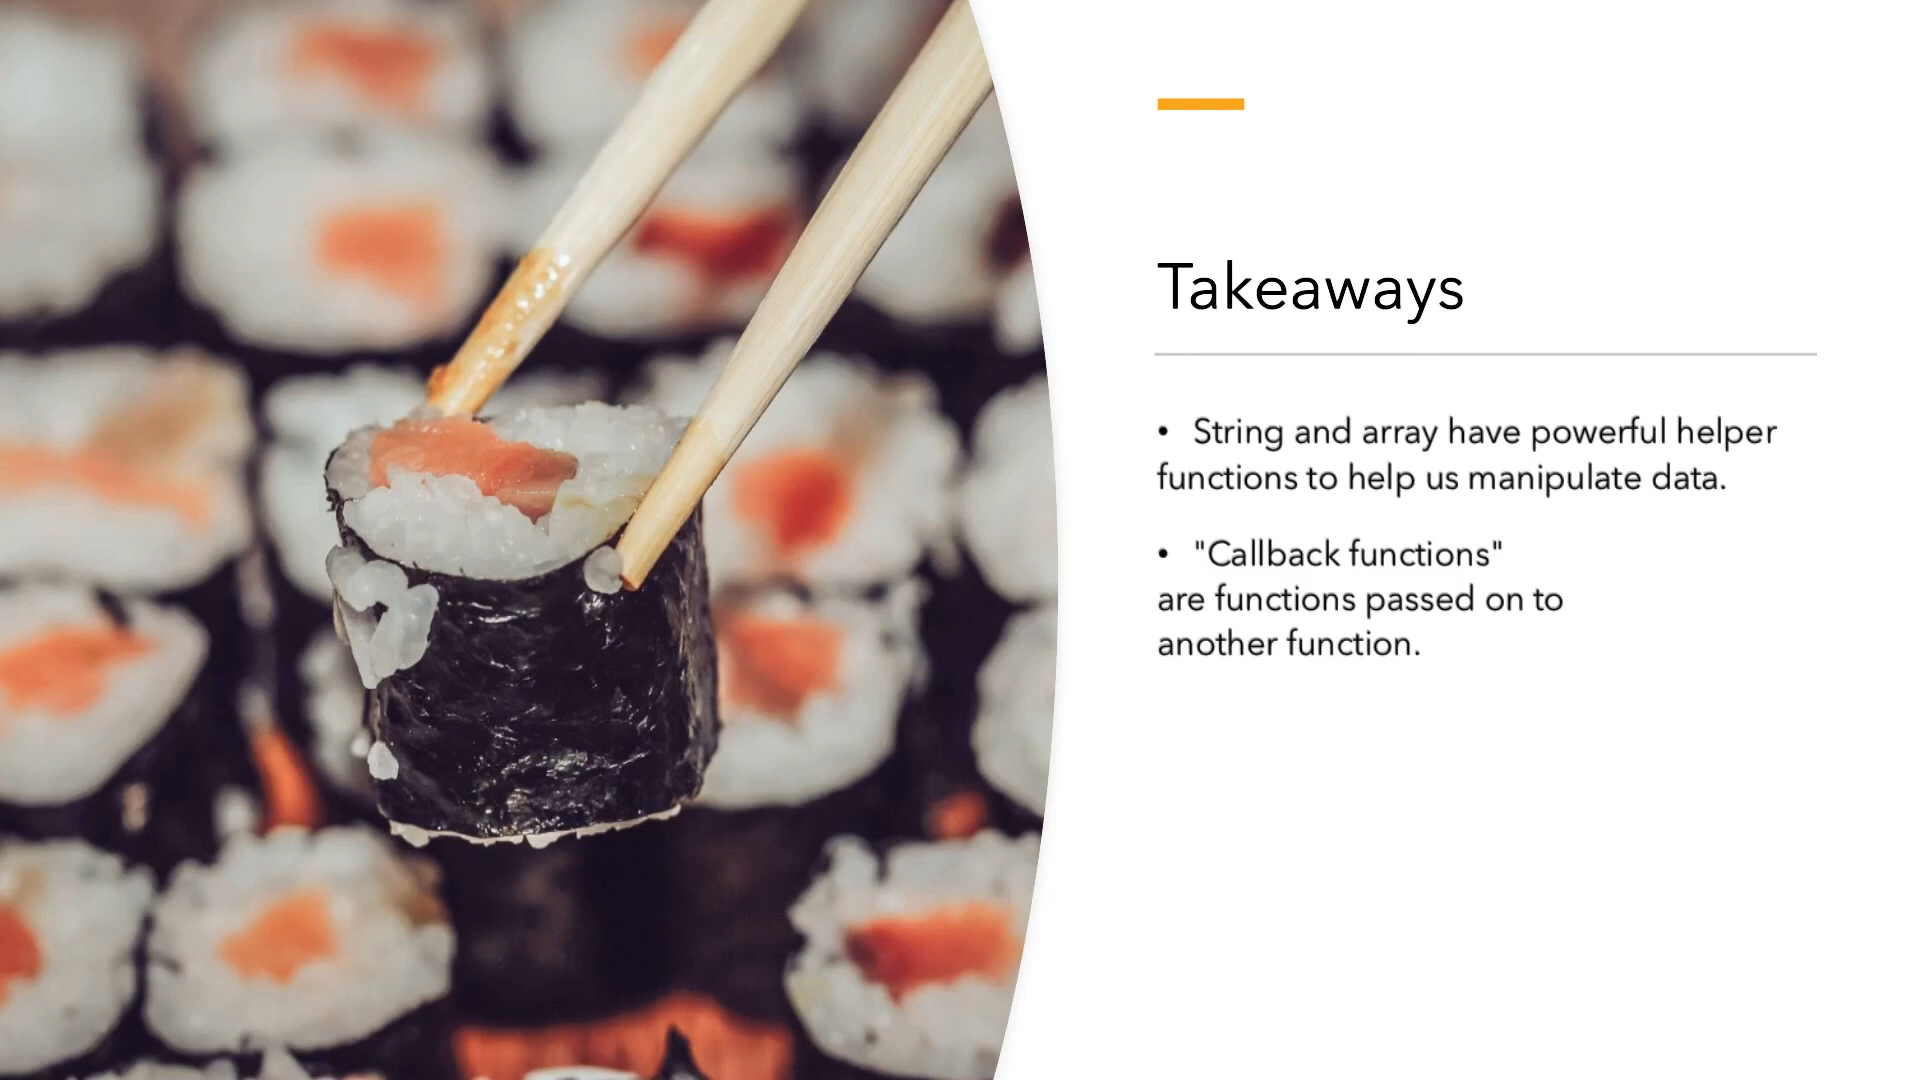 Takeaways
• String and array have powerful helper
functions to help us manipulate data.
• "Callback functions"
are functions passed on to
another function.